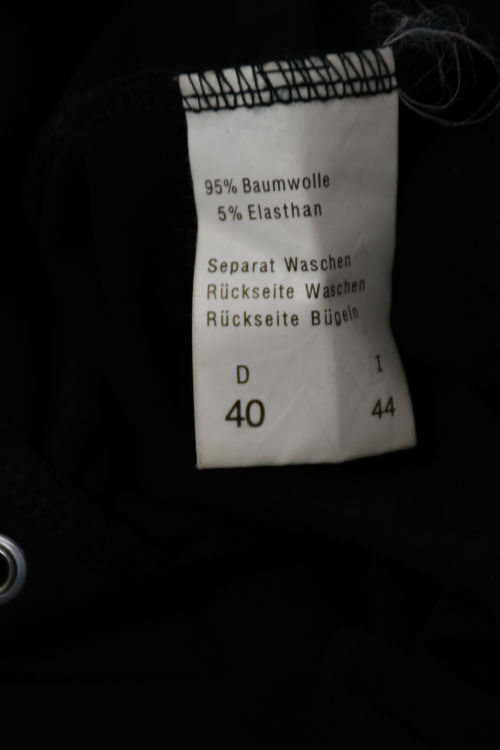 95% Baumwolle
5% Elasthan
Separat Waschen
Rückseite Waschen
Rückseite Bügeln
D I
40 44